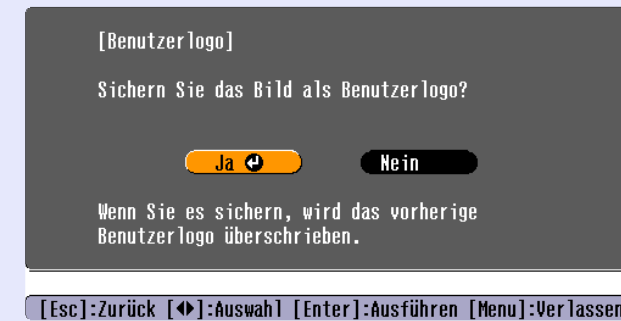 [Benutzerlogo]
Sichern Sie das Bild als Benutzerlogo?
Ja Nein
Wenn Sie es sichern, wird das vorherige
Benutzerlogo überschrieben.
[Esc]:Zurück [◆]:Auswahl [Enter]:Ausführen [Menu]:Verlassen